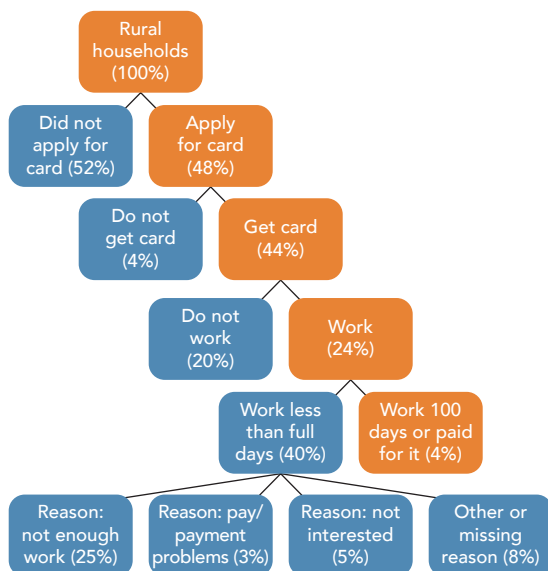 Rural
households
(100%)
Did not
apply for
card (52%)
Apply
for card
(48%)
Do not
get card
(4%)
Get card
(44%)
Do not
work
(20%)
Work
(24%)
Work less
than full
days (40%)
Work 100
days or paid
for it (4%)
Reason:
not enough
work (25%)
Reason: pay/
payment
problems (3%)
Reason: not
interested
(5%)
Other or
missing
reason (8%)